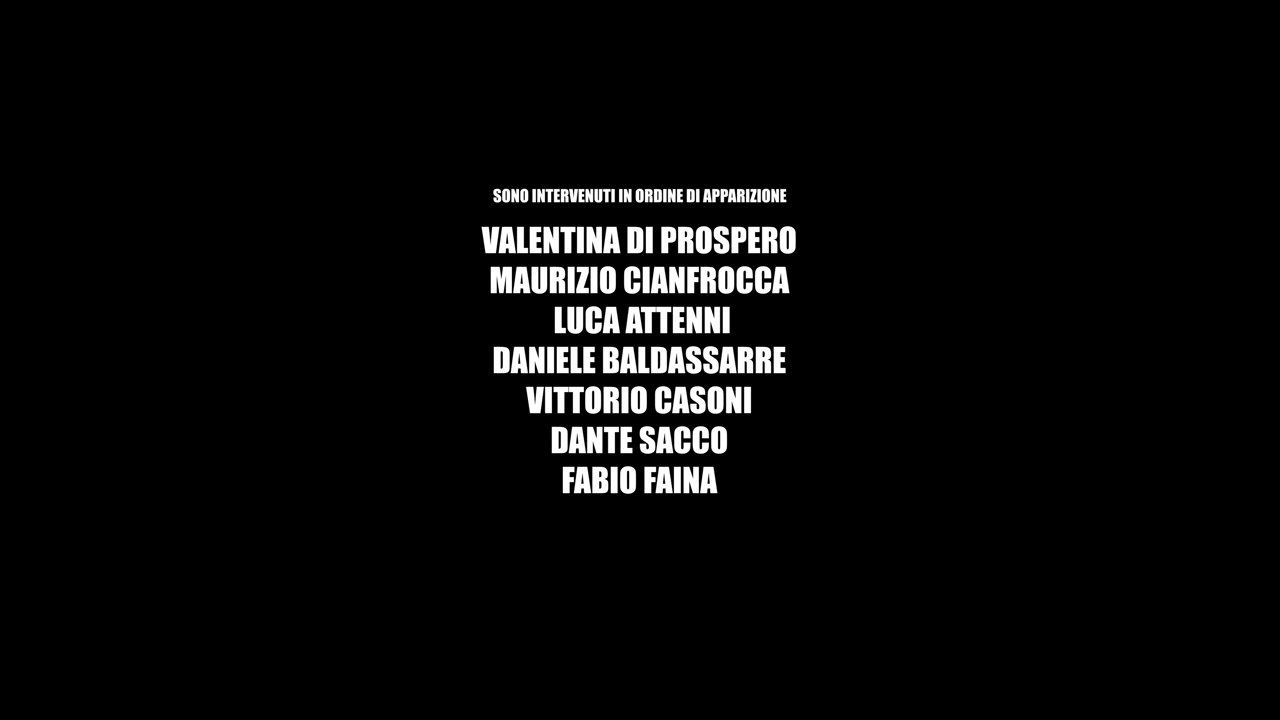 SONO INTERVENUTI IN ORDINE DI APPARIZIONE
VALENTINA DI PROSPERO
MAURIZIO CIANFROCCA
LUCA ATTENNI
DANIELE BALDASSARRE
VITTORIO CASONI
DANTE SACCO
FABIO FAINA